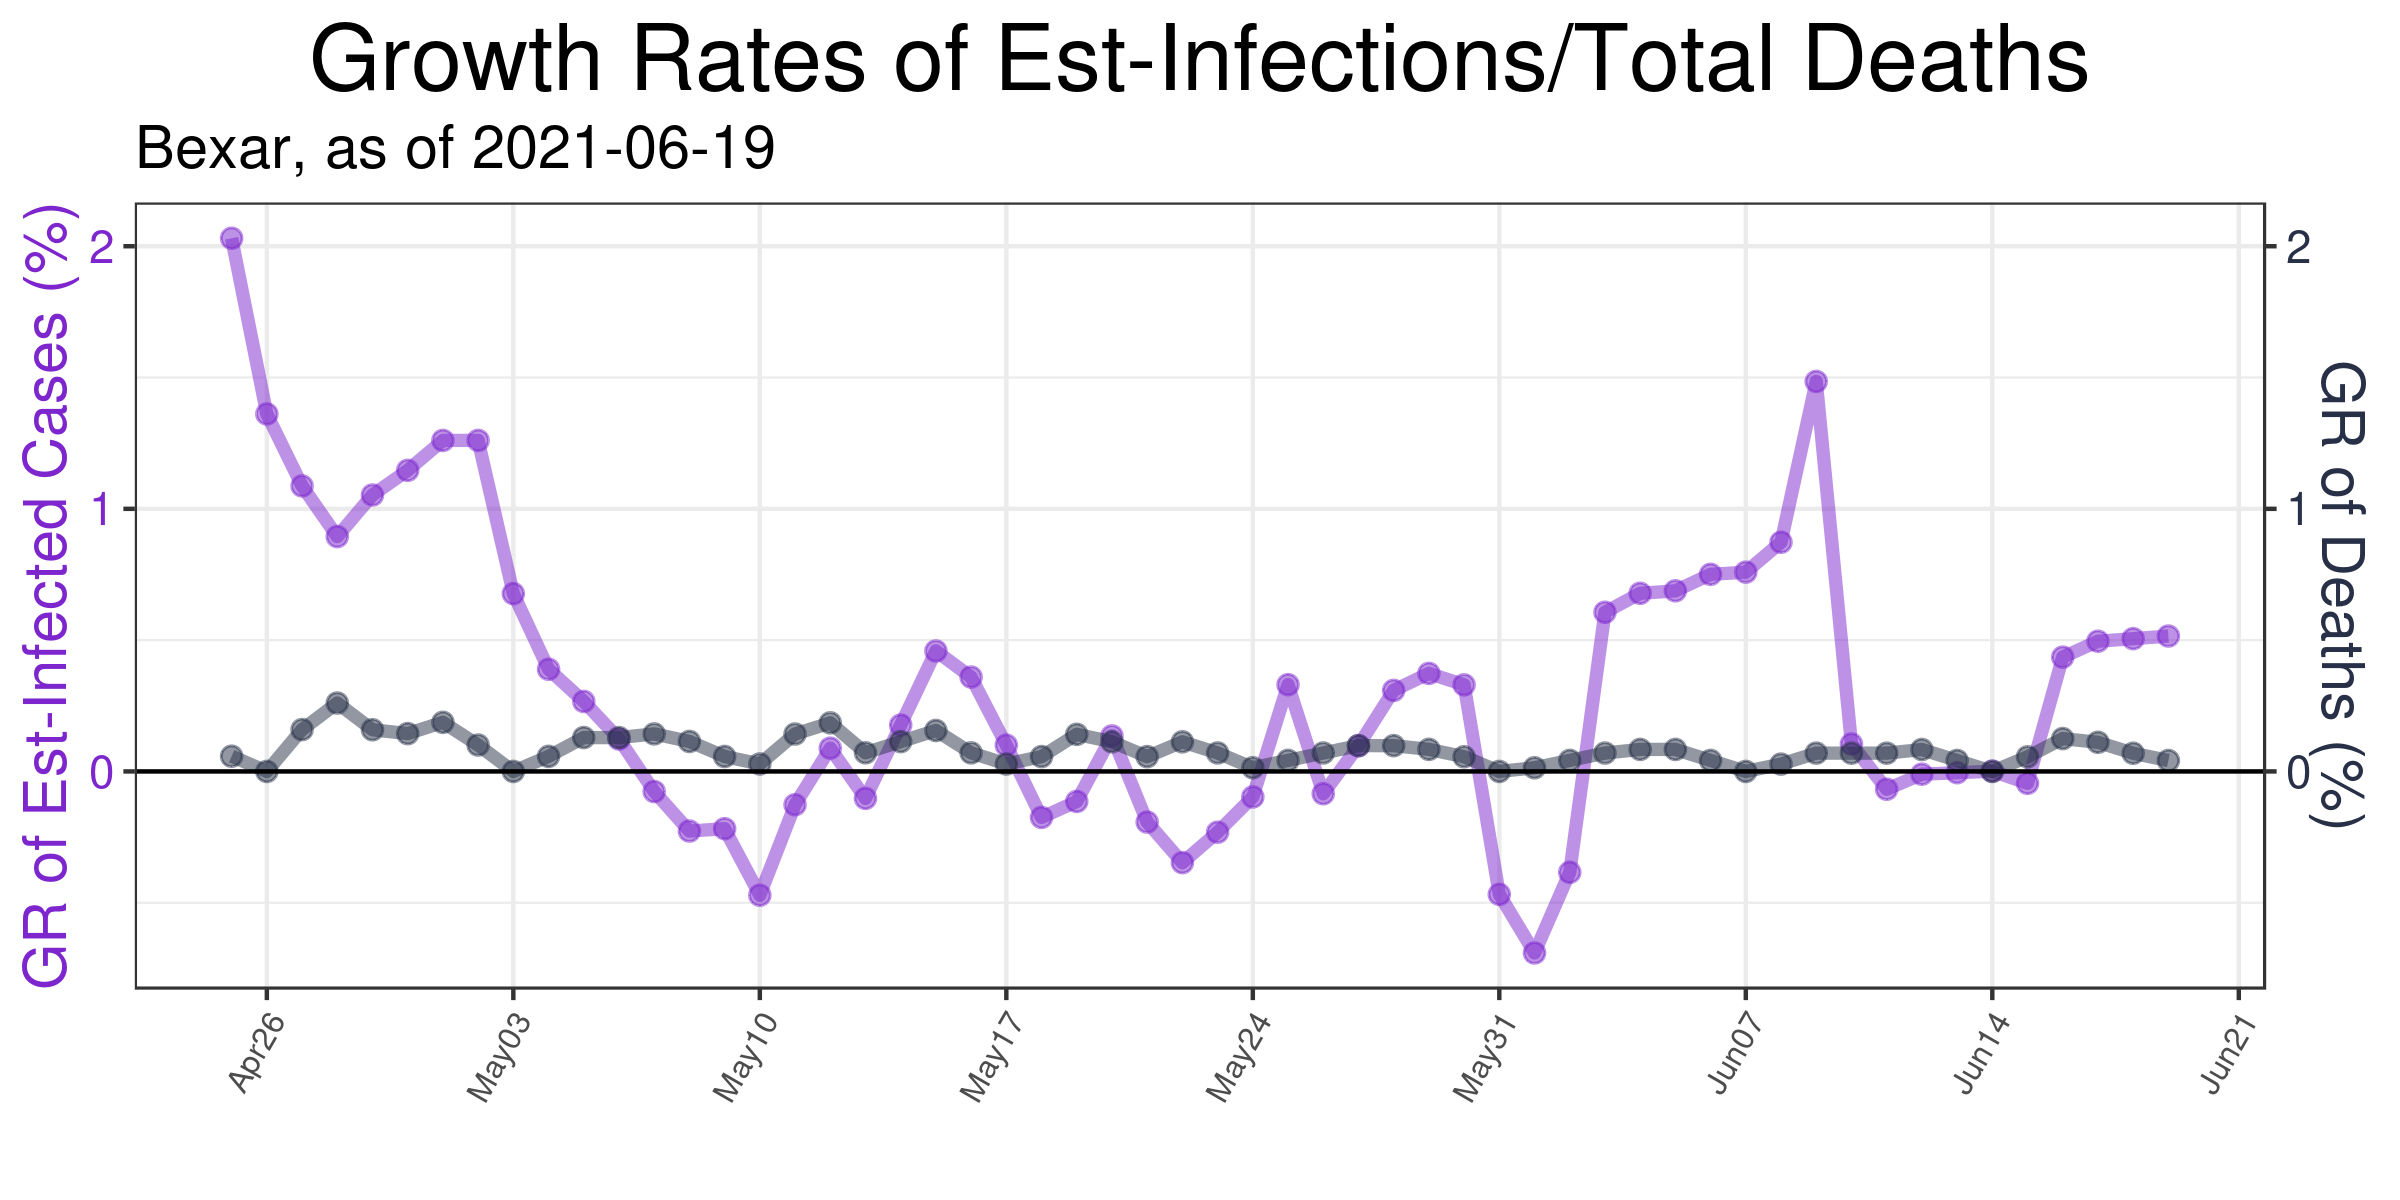 Growth Rates of Est-Infections/Total Deaths
Bexar, as of 2021-06-19
GR of Est-Infected Cases (%)
2
1
0
2
1
0
GR of Deaths (%)
Apr26
May03
May10
May17
May24
May31
Jun07
Jun14
Jun21